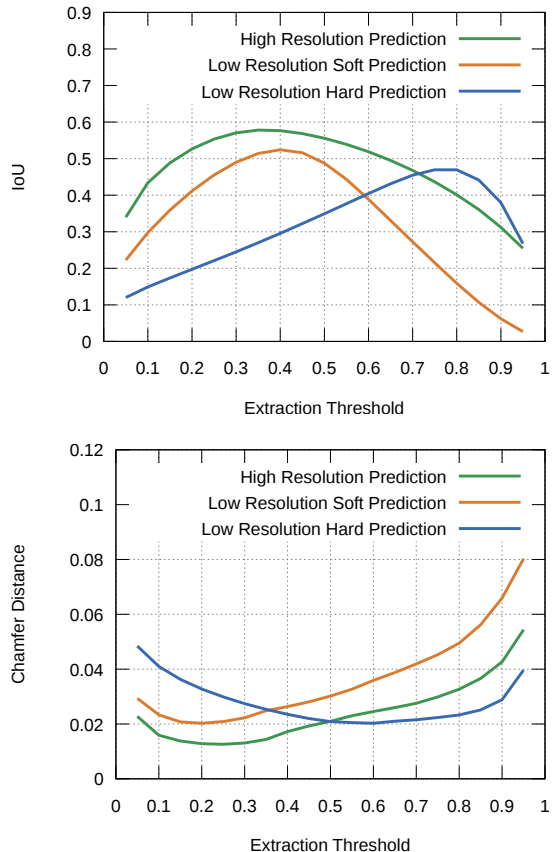 0.9
0.8
0.7
0.6
0.5
0.4
0.3
0.2
0.1
0
IoU
High Resolution Prediction
Low Resolution Soft Prediction
Low Resolution Hard Prediction
0 0.1 0.2 0.3 0.4 0.5 0.6 0.7 0.8 0.9 1
Extraction Threshold
0.12
0.1
0.08
0.06
0.04
0.02
0
Chamfer Distance
High Resolution Prediction
Low Resolution Soft Prediction
Low Resolution Hard Prediction
0 0.1 0.2 0.3 0.4 0.5 0.6 0.7 0.8 0.9 1
Extraction Threshold